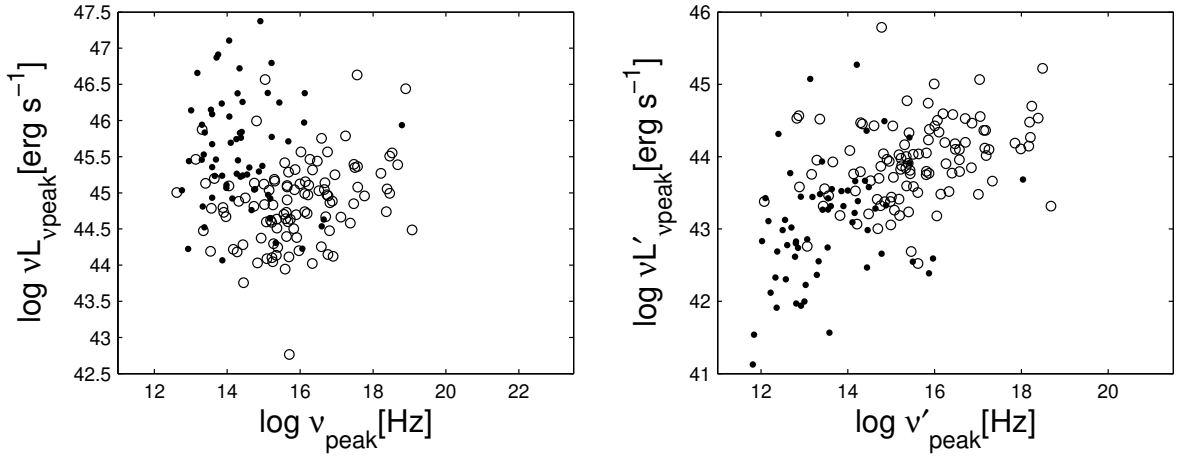 47.5
47
46.5
46
45.5
45
44.5
44
43.5
43
42.5
12 14 16 18 20 22
log ν_peak[Hz]
log νL_νpeak[erg s⁻¹]
46
45
44
43
42
41
12 14 16 18 20
log ν′_peak[Hz]
log νL′_νpeak[erg s⁻¹]